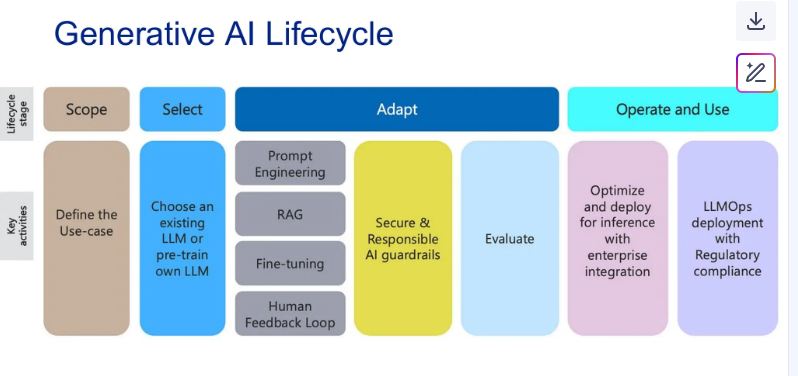 Generative AI Lifecycle
Lifecycle
stage
Scope
Select
Adapt
Operate and Use
Key
activities
Define the
Use-case
Choose an
existing
LLM or
pre-train
own LLM
Prompt
Engineering
RAG
Fine-tuning
Human
Feedback Loop
Secure &
Responsible
AI guardrails
Evaluate
Optimize
and deploy
for inference
with
enterprise
integration
LLMOps
deployment
with
Regulatory
compliance